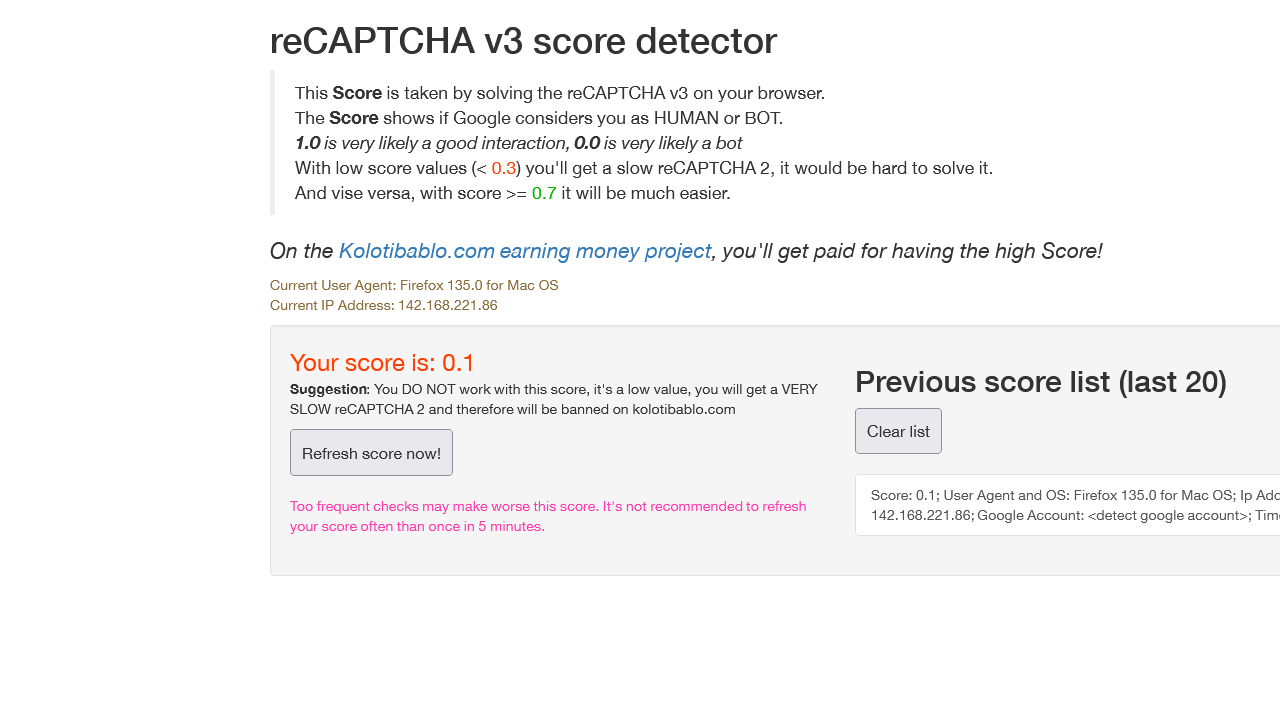 reCAPTCHA v3 score detector
This Score is taken by solving the reCAPTCHA v3 on your browser.
The Score shows if Google considers you as HUMAN or BOT.
1.0 is very likely a good interaction, 0.0 is very likely a bot
With low score values (< 0.3) you'll get a slow reCAPTCHA 2, it would be hard to solve it.
And vise versa, with score >= 0.7 it will be much easier.
On the Kolotibablo.com earning money project, you'll get paid for having the high Score!
Current User Agent: Firefox 135.0 for Mac OS
Current IP Address: 142.168.221.86
Your score is: 0.1
Suggestion: You DO NOT work with this score, it's a low value, you will get a VERY
SLOW reCAPTCHA 2 and therefore will be banned on kolotibablo.com
Refresh score now!
Too frequent checks may make worse this score. It's not recommended to refresh
your score often than once in 5 minutes.
Previous score list (last 20)
Clear list
Score: 0.1; User Agent and OS: Firefox 135.0 for Mac OS; Ip
142.168.221.86; Google Account: <detect google account>;